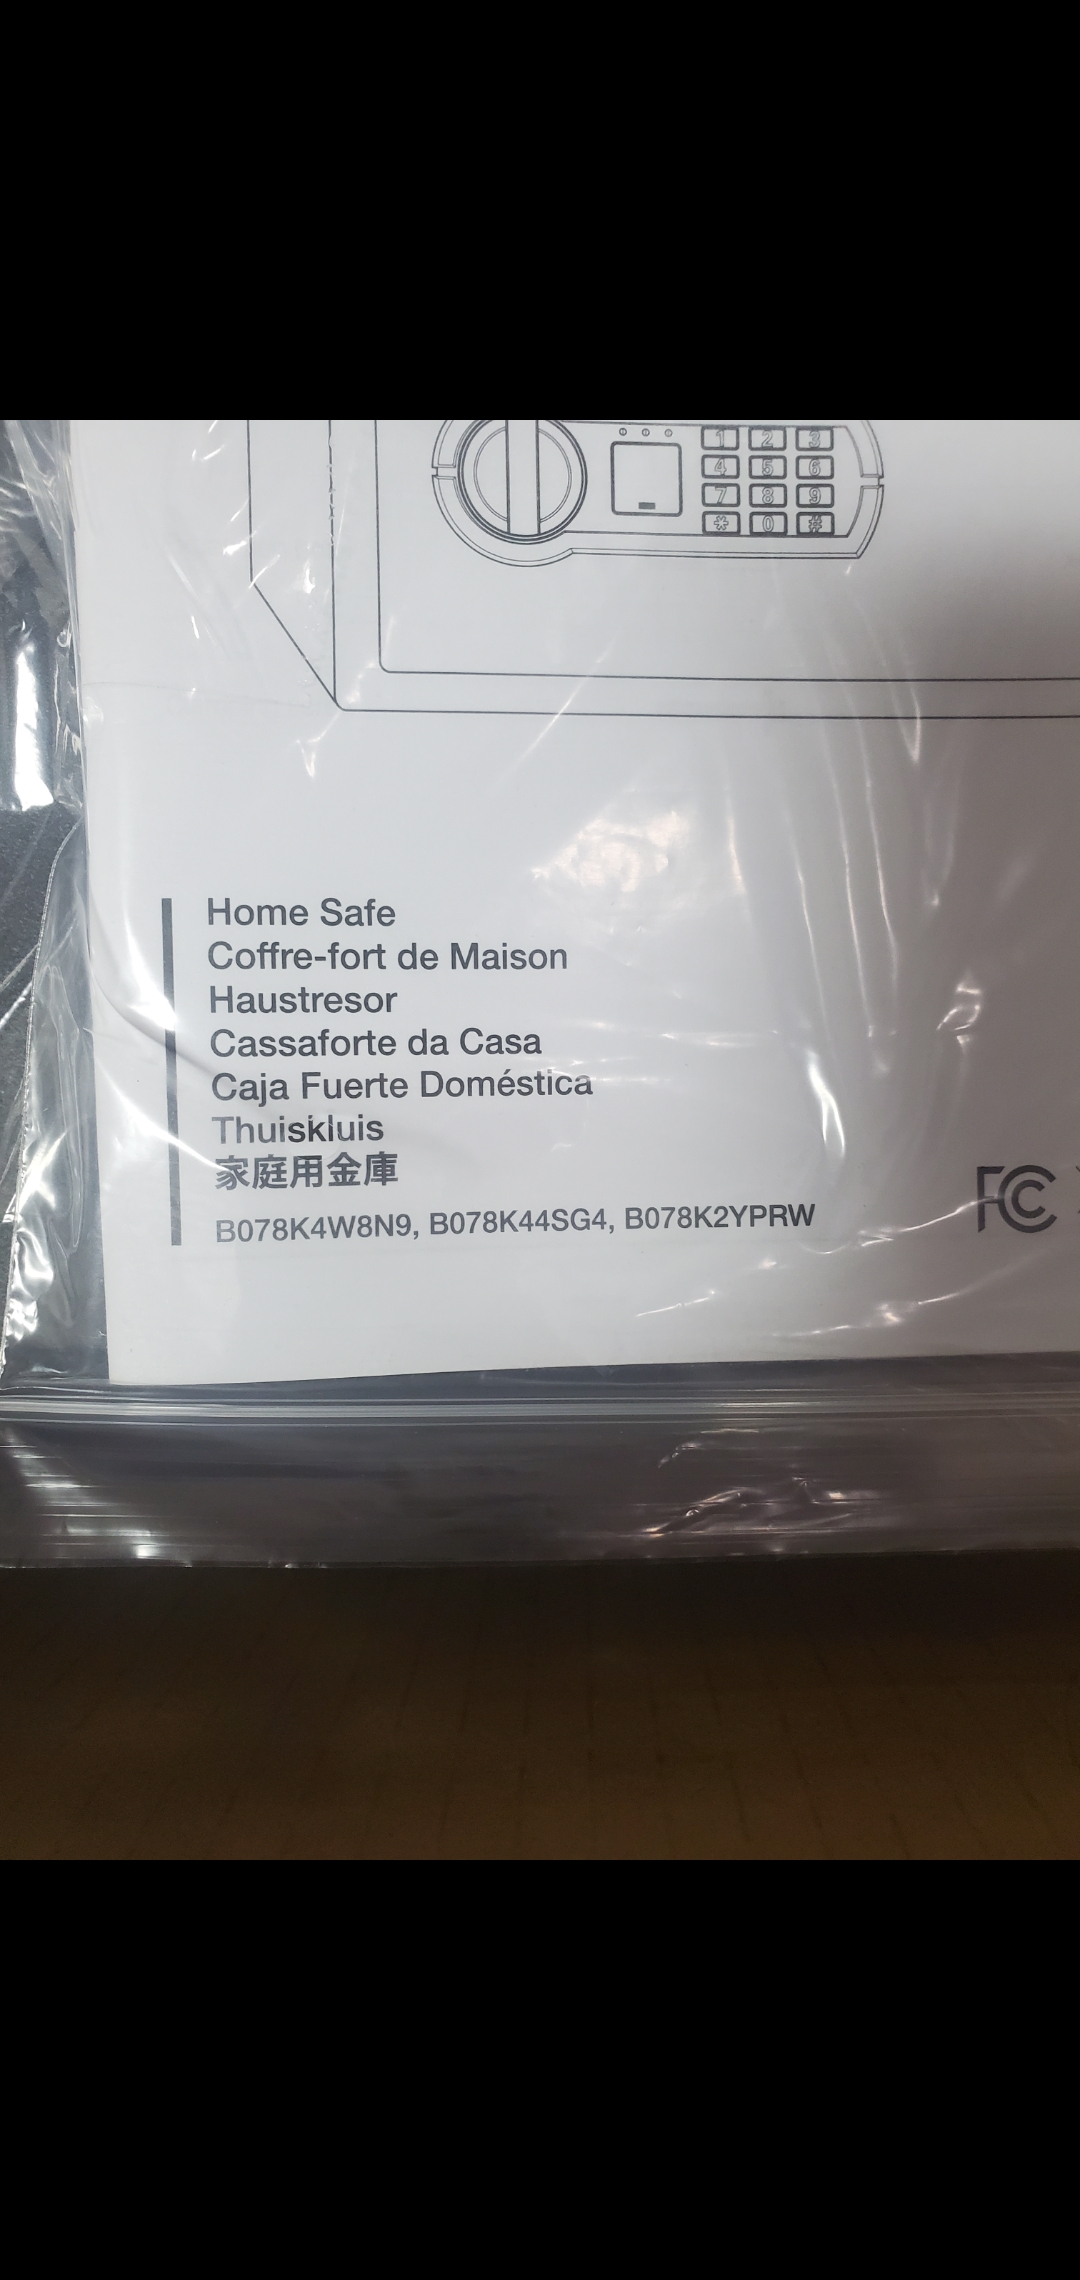 1 2 3
4 5 6
7 8 9
* 0 #
Home Safe
Coffre-fort de Maison
Haustresor
Cassaforte da Casa
Caja Fuerte Doméstica
Thuiskluis
家庭用金庫
B078K4W8N9, B078K44SG4, B078K2YPRW
FC